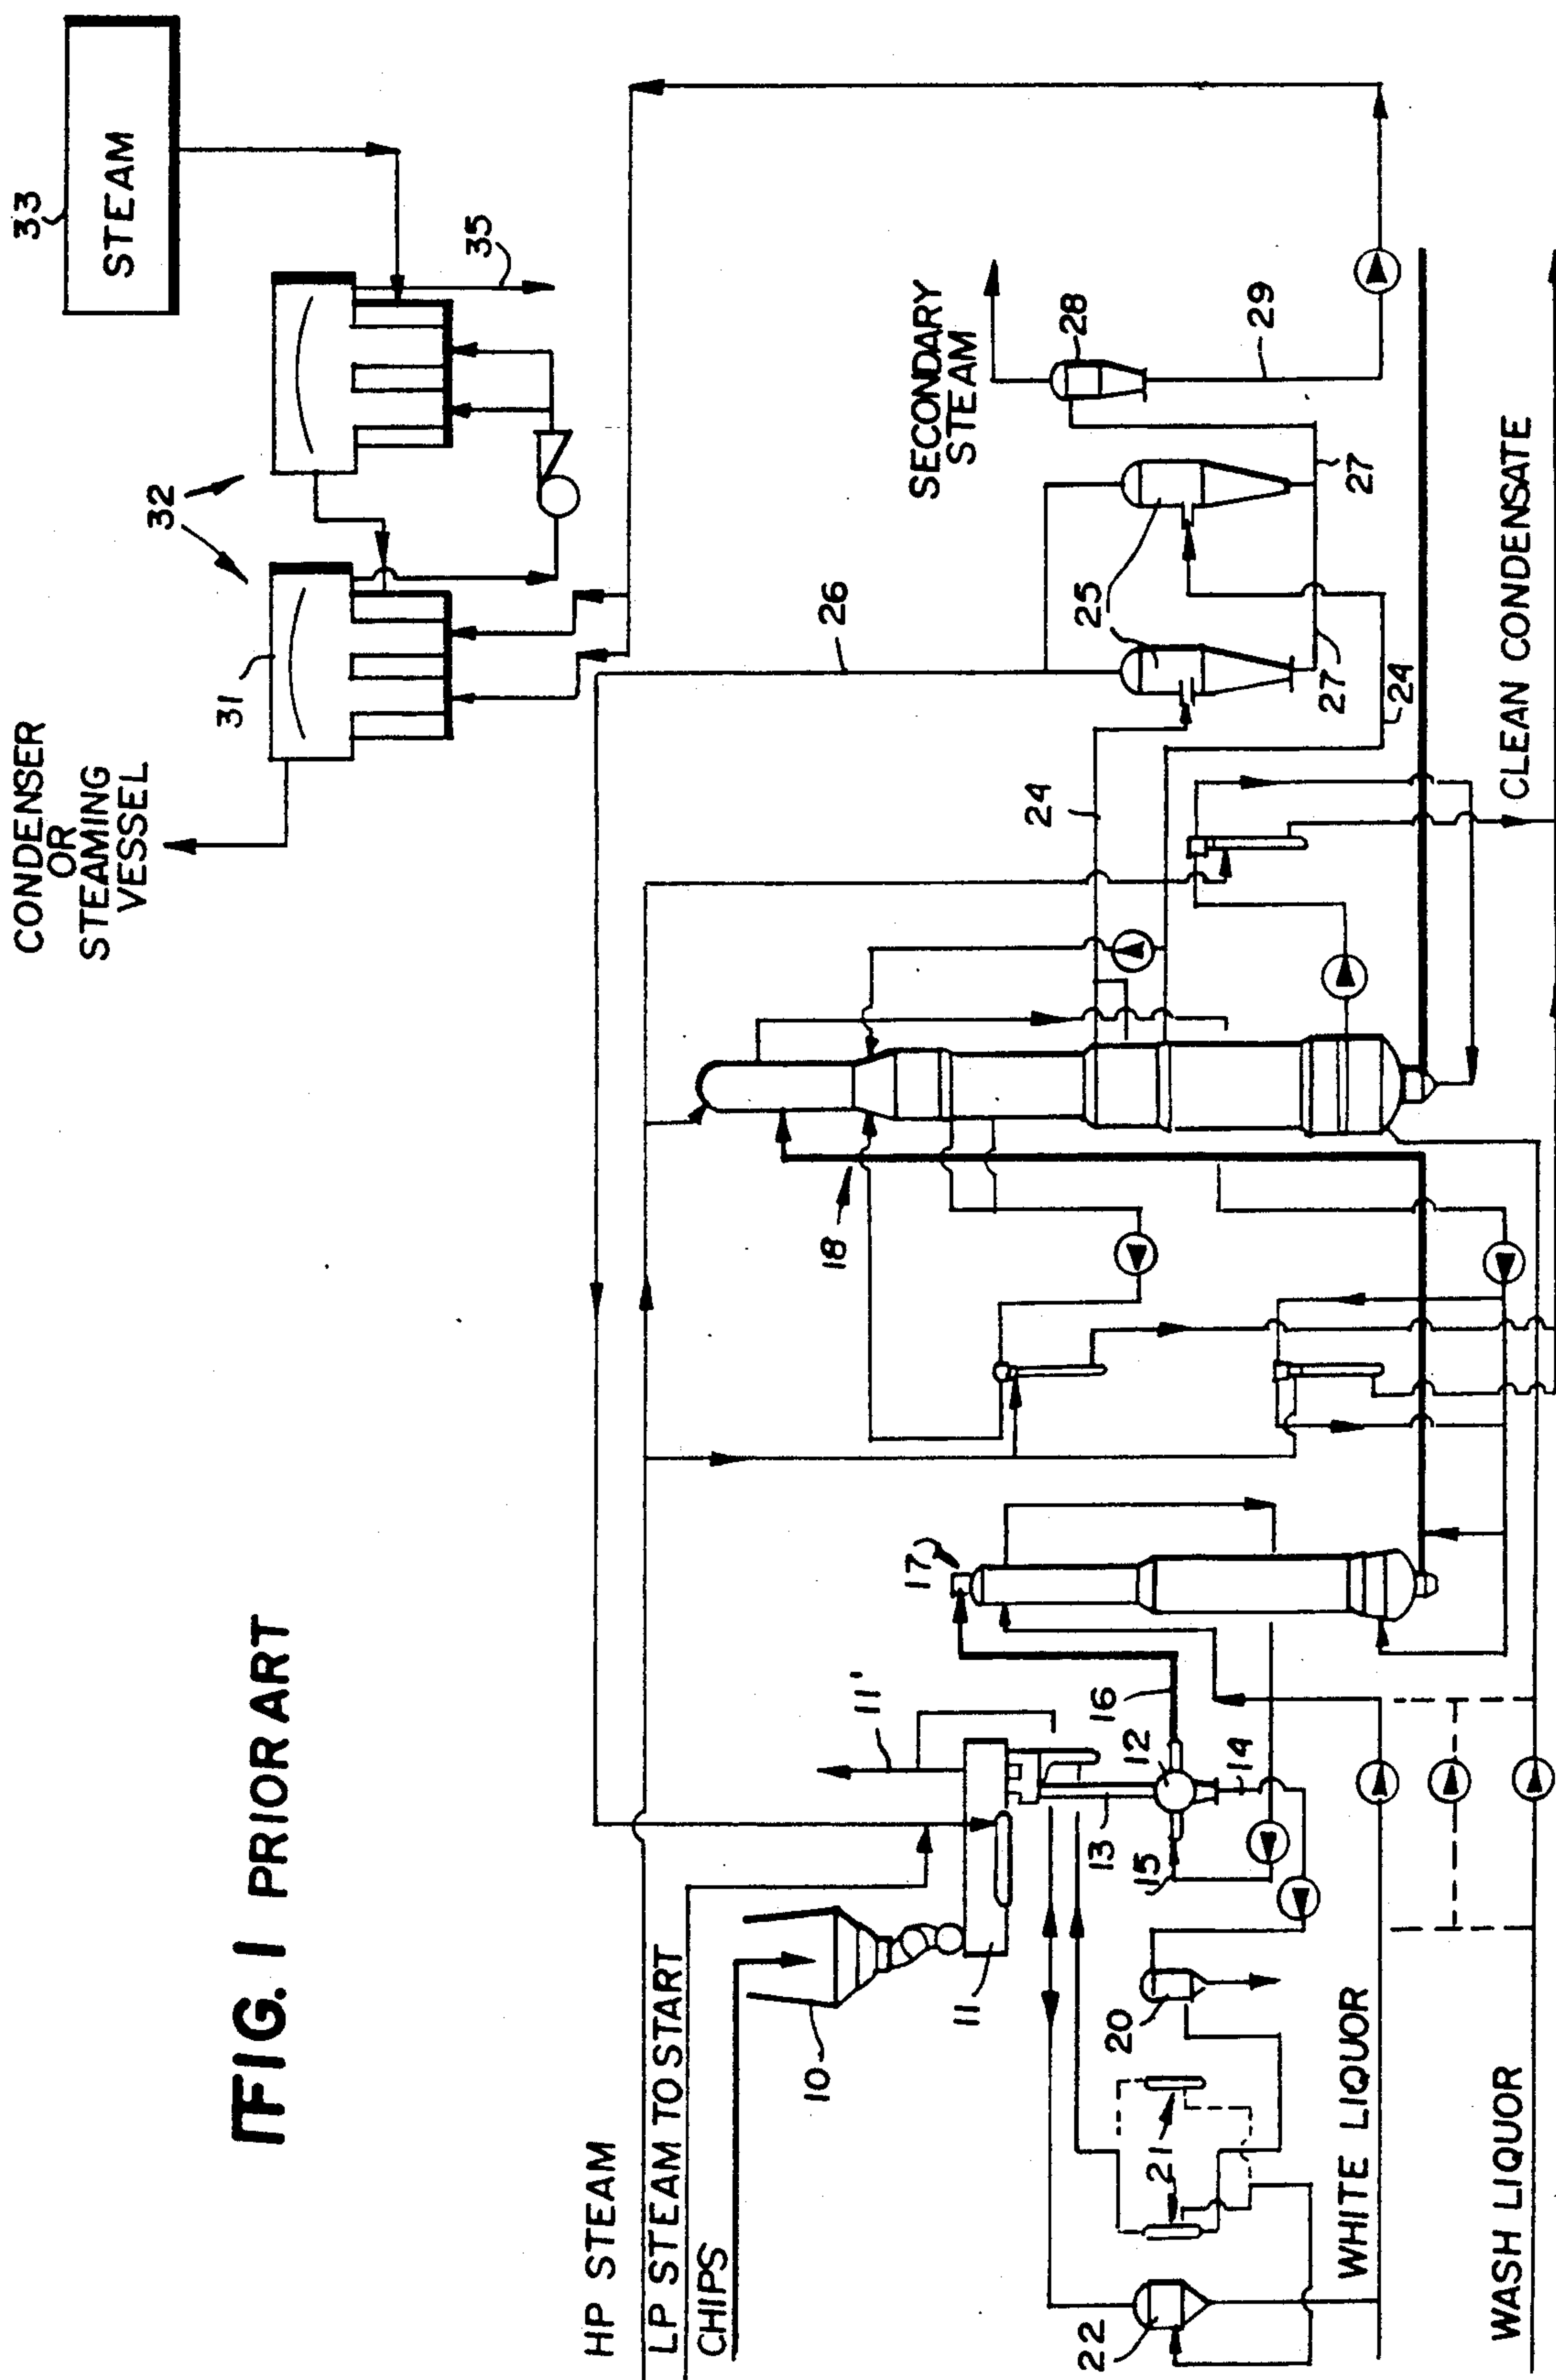 FIG. 1 PRIOR ART
HP STEAM
LP STEAM TO START
CHIPS
10
11
11'
12
13
14
15
16
17
18
20
21
22
WHITE LIQUOR
WASH LIQUOR
24
24
25
26
27
27
28
29
SECONDARY
STEAM
CLEAN CONDENSATE
CONDENSER
OR
STEAMING
VESSEL
31
32
33
STEAM
35